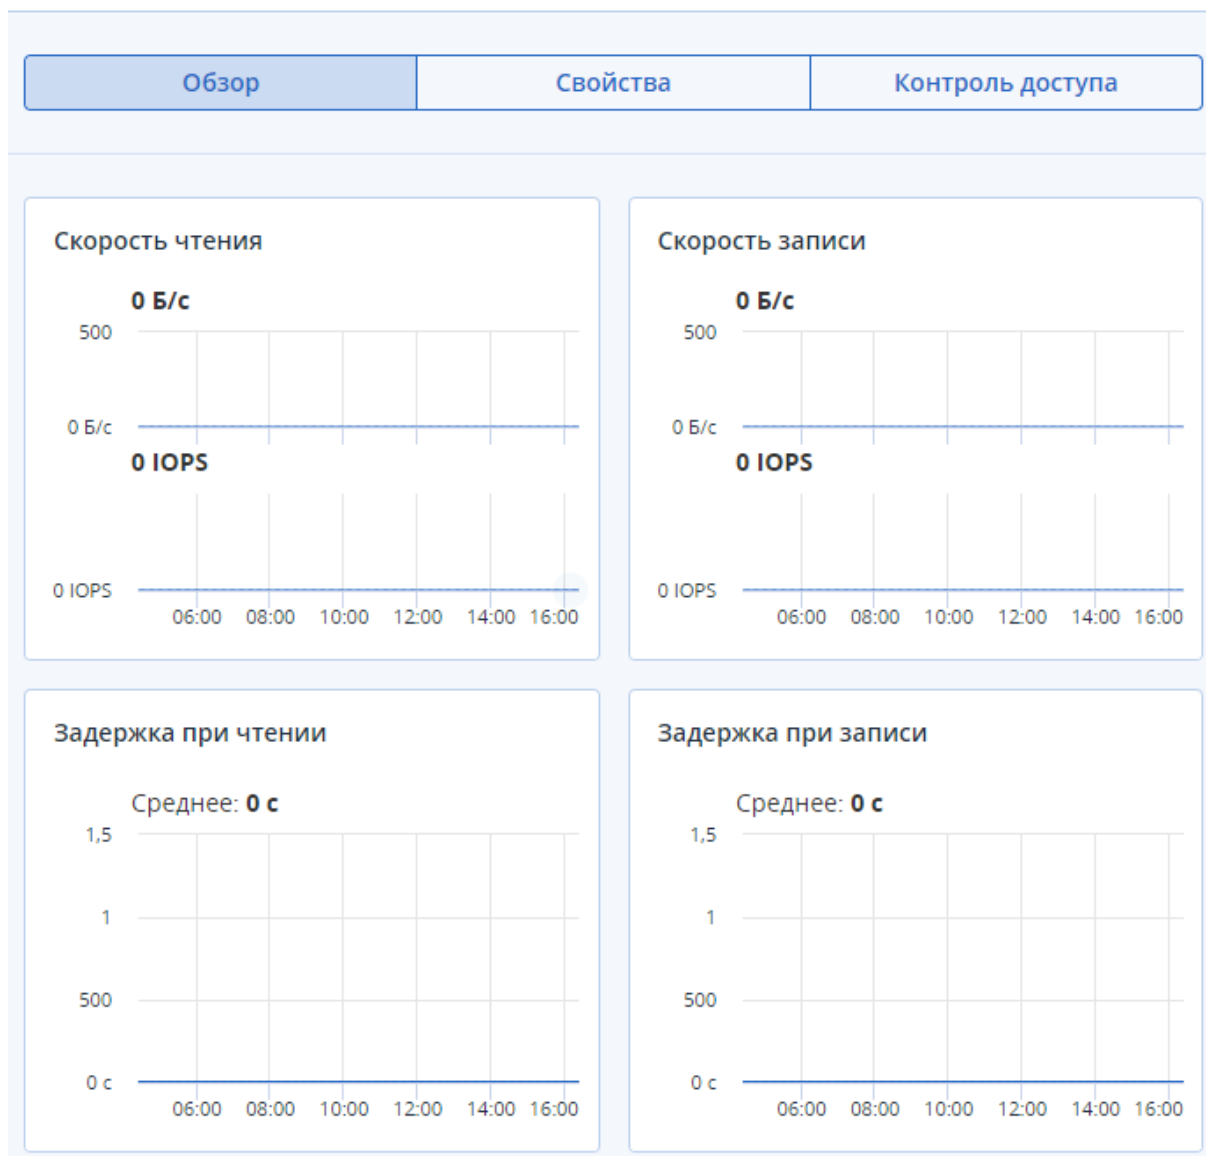 Обзор
Свойства
Контроль доступа
Скорость чтения
0 Б/с
500
0 Б/с
0 IOPS
0 IOPS
06:00 08:00 10:00 12:00 14:00 16:00
Скорость записи
0 Б/с
500
0 Б/с
0 IOPS
0 IOPS
06:00 08:00 10:00 12:00 14:00 16:00
Задержка при чтении
Среднее: 0 с
1,5
1
500
0 с
06:00 08:00 10:00 12:00 14:00 16:00
Задержка при записи
Среднее: 0 с
1,5
1
500
0 с
06:00 08:00 10:00 12:00 14:00 16:00